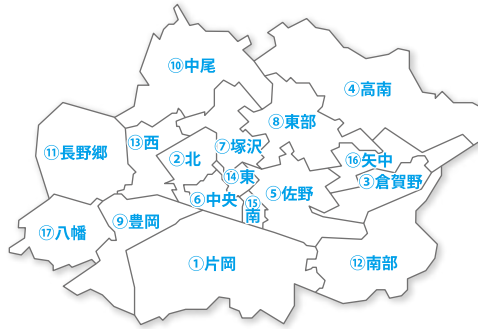 ⑩中尾
④高南
⑧東部
⑬西
⑦塚沢
⑪長野郷
②北
⑯矢中
⑭東
③倉賀野
⑤佐野
⑥中央
⑮南
⑨豊岡
⑰八幡
①片岡
⑫南部